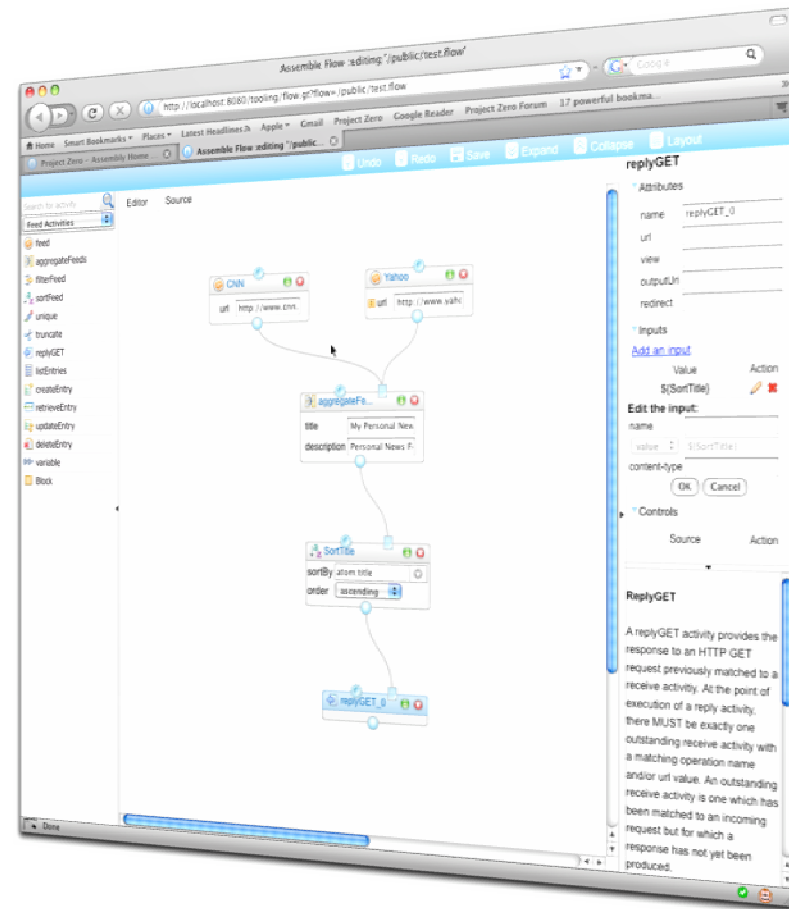 Assemble Flow :editing "/public/test.flow"
http://localhost:8080/tooling/flow.gt?flow=/public/test.flow
Google
Home Smart Bookmarks Places Latest Headlines Apple Gmail Project Zero Google Reader Project Zero Forum 17 powerful bookma...
Project Zero - Assembly Home...
Assemble Flow :editing "/public...
Undo Redo Save Expand Collapse Layout
Search for activity
Feed Activities
feed
aggregateFeeds
filterFeed
sortFeed
unique
truncate
replyGET
listEntries
createEntry
retrieveEntry
updateEntry
deleteEntry
variable
Block
Editor Source
CNN
url http://www.cnn.
Yahoo
url http://www.yahc
aggregateFe...
title My Personal New
description Personal News F
SortTitle
sortBy atom title
order ascending
replyGET_0
replyGET
Attributes
name replyGET_0
url
view
outputUrl
redirect
Inputs
Add an input
Value Action
${SortTitle}
Edit the input:
name
value ${SortTitle}
content-type
OK Cancel
Controls
Source Action
ReplyGET
A replyGET activity provides the
response to an HTTP GET
request previously matched to a
receive activity. At the point of
execution of a reply activity,
there MUST be exactly one
outstanding receive activity with
a matching operation name
and/or url value. An outstanding
receive activity is one which has
been matched to an incoming
request but for which a
response has not yet been
produced.
Done